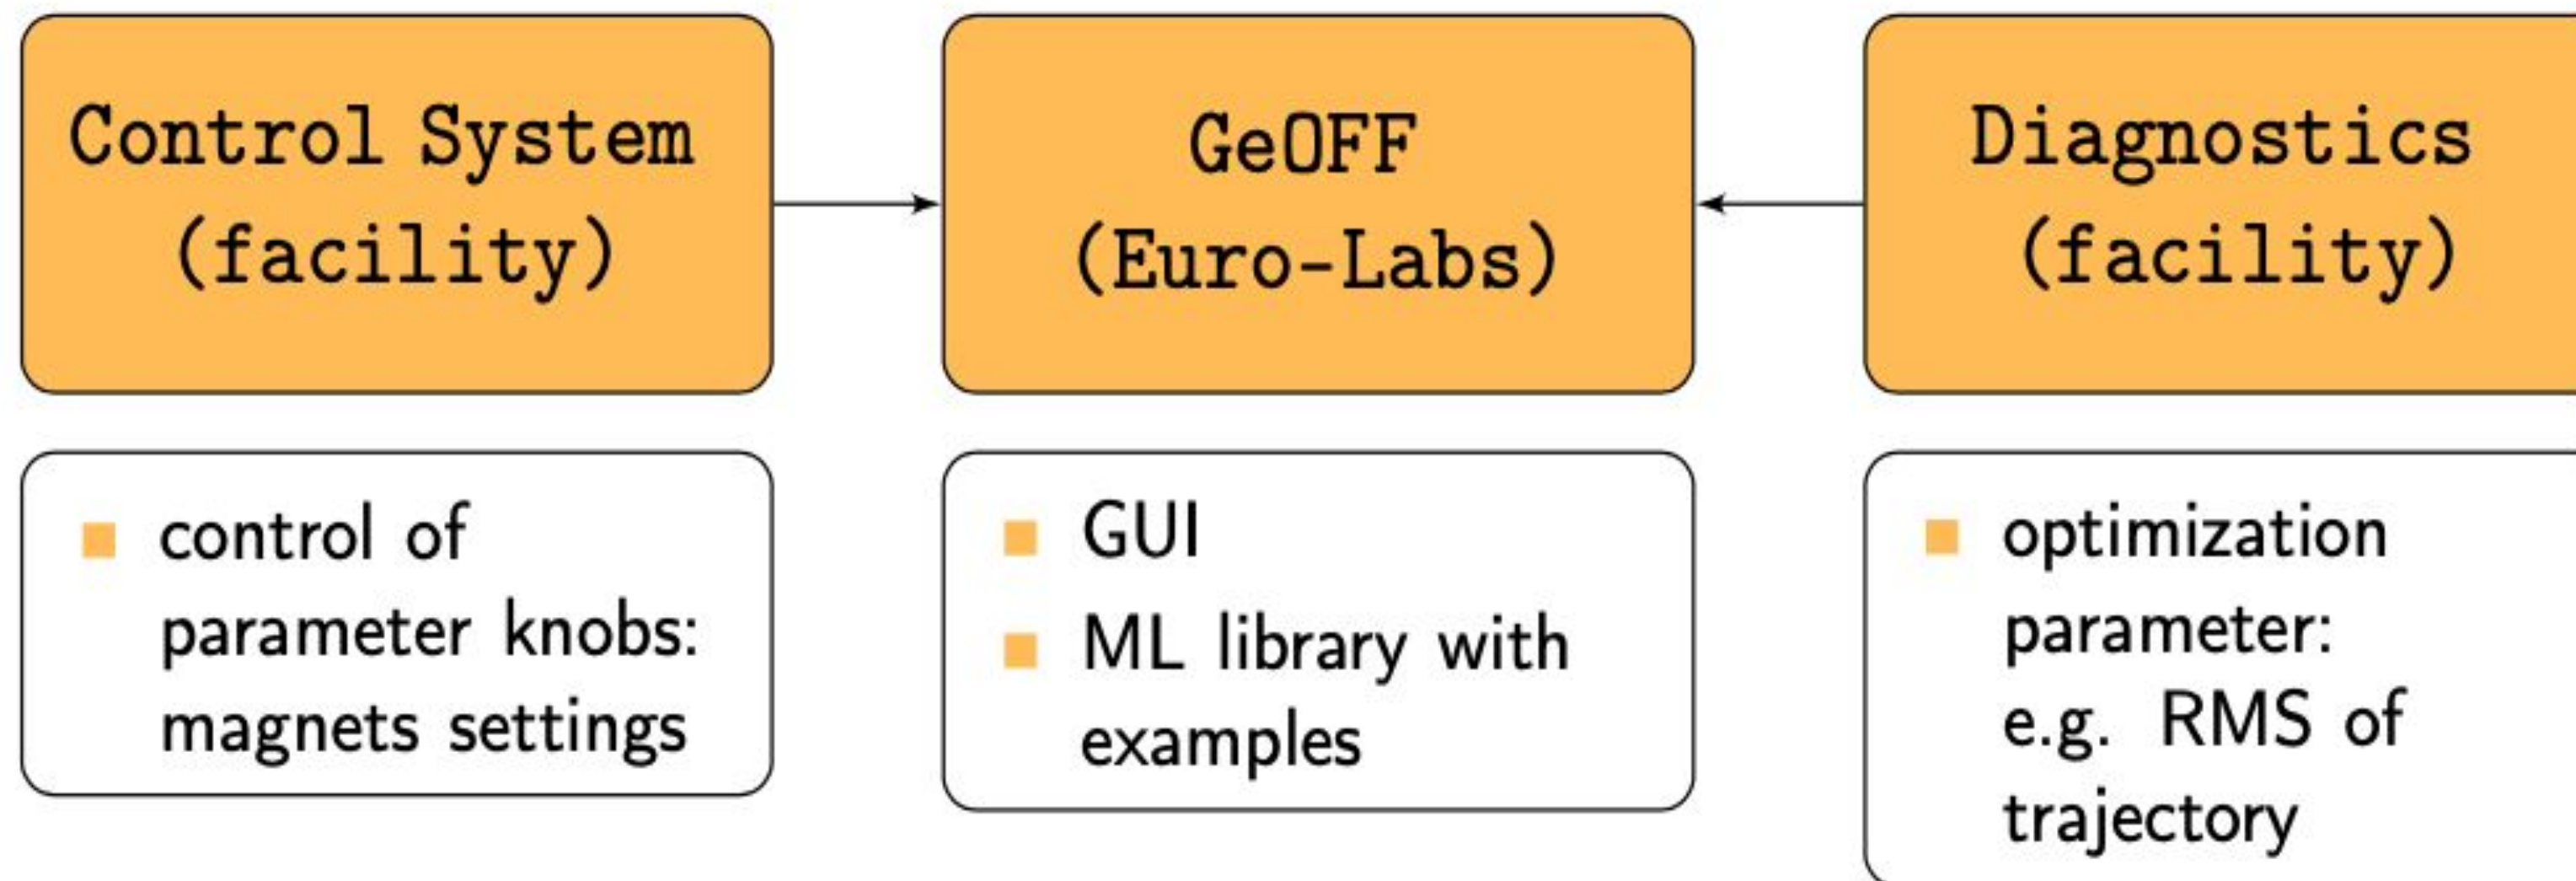 Control System
(facility)
GeOFF
(Euro-Labs)
Diagnostics
(facility)
control of
parameter knobs:
magnets settings
GUI
ML library with
examples
optimization
parameter:
e.g. RMS of
trajectory